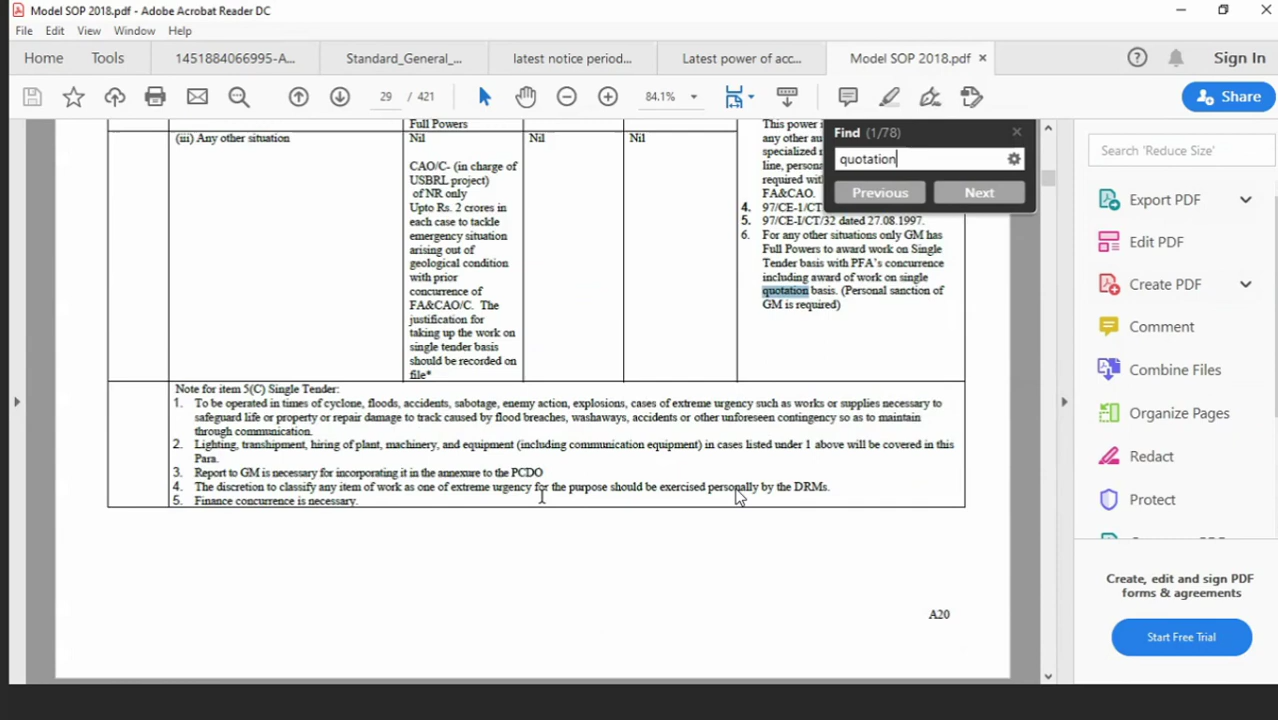 Model SOP 2018.pdf - Adobe Acrobat Reader DC
File Edit View Window Help
Home Tools 1451884066995-A... Standard_General_... latest notice period... Latest power of acc... Model SOP 2018.pdf × Sign In
29 / 421 84.1% Share
Find (1/78)
quotation
Previous Next
Full Powers
(iii) Any other situation
Nil
CAO/C- (in charge of
USBRL project)
of NR only
Upto Rs. 2 crores in
each case to tackle
emergency situation
arising out of
geological condition
with prior
concurrence of
FA&CAO/C. The
justification for
taking up the work on
single tender basis
should be recorded on
file*
Nil
Nil
This power i
any other au
specialized r
line, persona
required wit
FA&CAO.
4. 97/CE-1/CT
5. 97/CE-I/CT/32 dated 27.08.1997.
6. For any other situations only GM has
Full Powers to award work on Single
Tender basis with PFA's concurrence
including award of work on single
quotation basis. (Personal sanction of
GM is required)
Note for item 5(C) Single Tender:
1. To be operated in times of cyclone, floods, accidents, sabotage, enemy action, explosions, cases of extreme urgency such as works or supplies necessary to
safeguard life or property or repair damage to track caused by flood breaches, washaways, accidents or other unforeseen contingency so as to maintain
through communication.
2. Lighting, transhipment, hiring of plant, machinery, and equipment (including communication equipment) in cases listed under 1 above will be covered in this
Para.
3. Report to GM is necessary for incorporating it in the annexure to the PCDO
4. The discretion to classify any item of work as one of extreme urgency for the purpose should be exercised personally by the DRMs.
5. Finance concurrence is necessary.
A20
Search 'Reduce Size'
Export PDF
Edit PDF
Create PDF
Comment
Combine Files
Organize Pages
Redact
Protect
Create, edit and sign PDF
forms & agreements
Start Free Trial